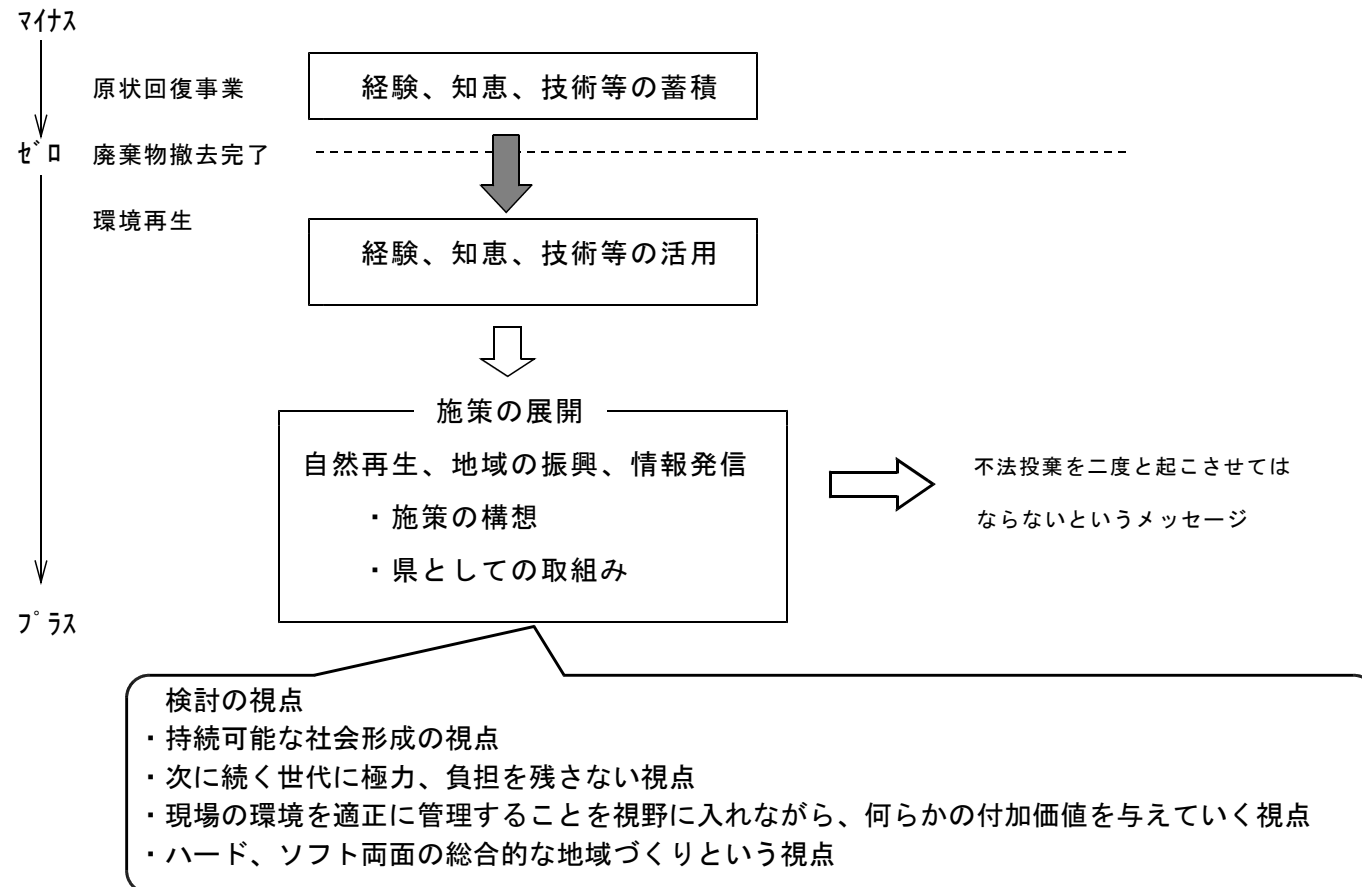 マイナス
原状回復事業
経験、知恵、技術等の蓄積
ゼロ
廃棄物撤去完了
環境再生
経験、知恵、技術等の活用
施策の展開
自然再生、地域の振興、情報発信
・施策の構想
・県としての取組み
不法投棄を二度と起こさせては
ならないというメッセージ
プラス
検討の視点
・持続可能な社会形成の視点
・次に続く世代に極力、負担を残さない視点
・現場の環境を適正に管理することを視野に入れながら、何らかの付加価値を与えていく視点
・ハード、ソフト両面の総合的な地域づくりという視点